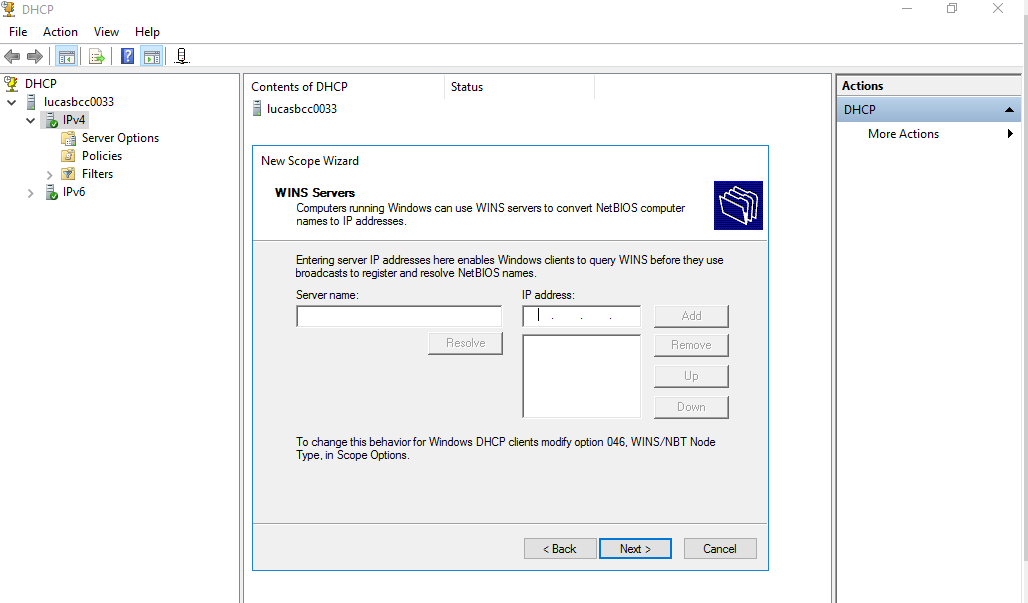 DHCP
File Action View Help
DHCP
lucasbcc0033
IPv4
Server Options
Policies
Filters
IPv6
Contents of DHCP Status
lucasbcc0033
New Scope Wizard
WINS Servers
Computers running Windows can use WINS servers to convert NetBIOS computer
names to IP addresses.
Entering server IP addresses here enables Windows clients to query WINS before they use
broadcasts to register and resolve NetBIOS names.
Server name: IP address:
. . . Add
Resolve Remove
Up
Down
To change this behavior for Windows DHCP clients modify option 046, WINS/NBT Node
Type, in Scope Options.
< Back Next > Cancel
Actions
DHCP
More Actions